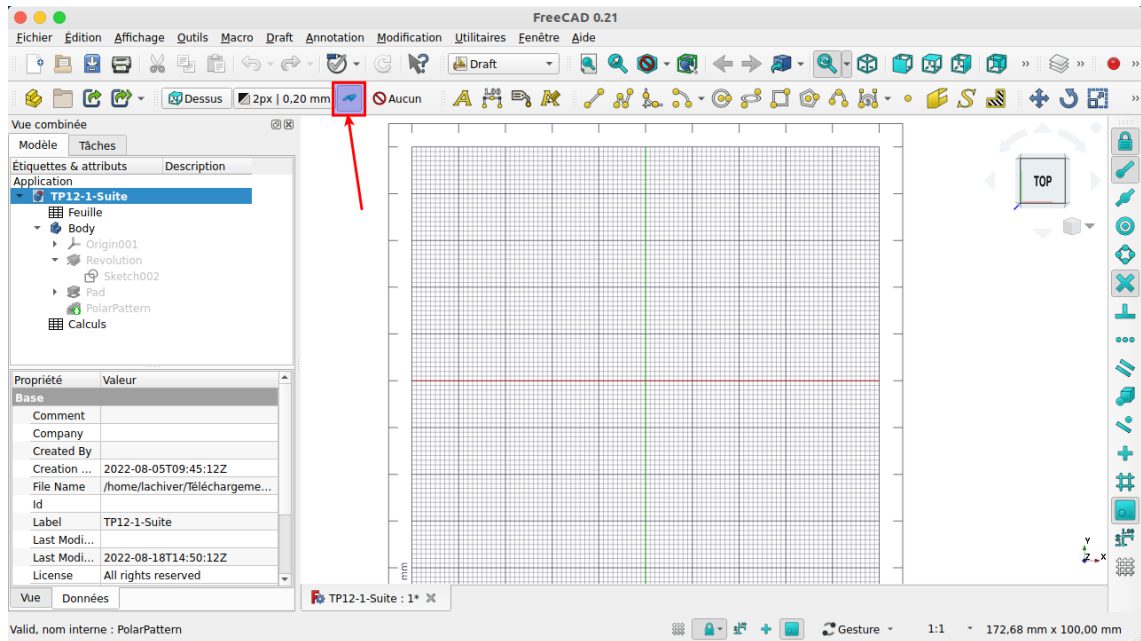 FreeCAD 0.21
Fichier Édition Affichage Outils Macro Draft Annotation Modification Utilitaires Fenêtre Aide
Draft
Dessus 2px | 0,20 mm Aucun
Vue combinée
Modèle Tâches
Étiquettes & attributs Description
Application
TP12-1-Suite
Feuille
Body
Origin001
Revolution
Sketch002
Pad
PolarPattern
Calculs
TOP
Propriété Valeur
Base
Comment
Company
Created By
Creation ... 2022-08-05T09:45:12Z
File Name /home/lachiver/Téléchargeme...
Id
Label TP12-1-Suite
Last Modi...
Last Modi... 2022-08-18T14:50:12Z
License All rights reserved
mm
Y
Z X
Vue Données
TP12-1-Suite : 1*
Valid, nom interne : PolarPattern
Gesture 1:1 172,68 mm x 100,00 mm